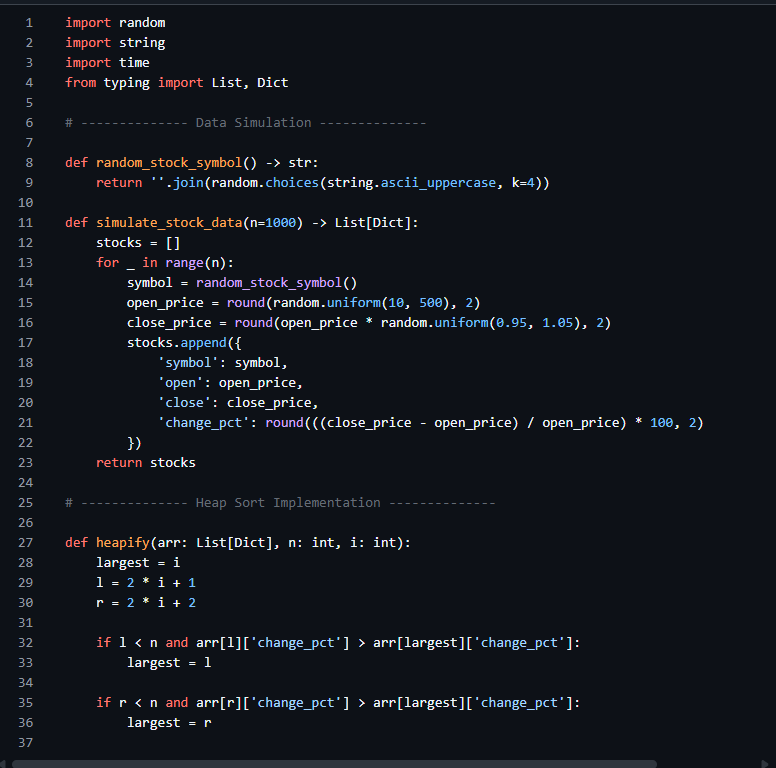 1 import random
2 import string
3 import time
4 from typing import List, Dict
5
6 # -------------- Data Simulation --------------
7
8 def random_stock_symbol() -> str:
9     return ''.join(random.choices(string.ascii_uppercase, k=4))
10
11 def simulate_stock_data(n=1000) -> List[Dict]:
12     stocks = []
13     for _ in range(n):
14         symbol = random_stock_symbol()
15         open_price = round(random.uniform(10, 500), 2)
16         close_price = round(open_price * random.uniform(0.95, 1.05), 2)
17         stocks.append({
18             'symbol': symbol,
19             'open': open_price,
20             'close': close_price,
21             'change_pct': round(((close_price - open_price) / open_price) * 100, 2)
22         })
23     return stocks
24
25 # -------------- Heap Sort Implementation --------------
26
27 def heapify(arr: List[Dict], n: int, i: int):
28     largest = i
29     l = 2 * i + 1
30     r = 2 * i + 2
31
32     if l < n and arr[l]['change_pct'] > arr[largest]['change_pct']:
33         largest = l
34
35     if r < n and arr[r]['change_pct'] > arr[largest]['change_pct']:
36         largest = r
37